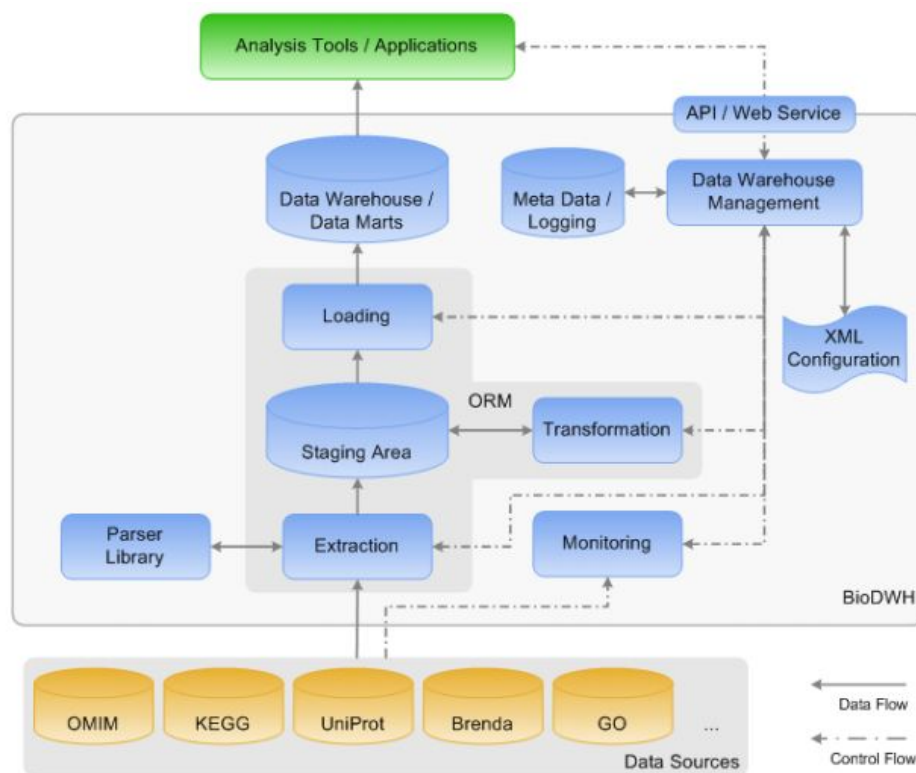 Analysis Tools / Applications
API / Web Service
Data Warehouse /
Data Marts
Meta Data /
Logging
Data Warehouse
Management
Loading
XML
Configuration
ORM
Staging Area
Transformation
Parser
Library
Extraction
Monitoring
BioDWH
OMIM
KEGG
UniProt
Brenda
GO
...
Data Sources
Data Flow
Control Flow